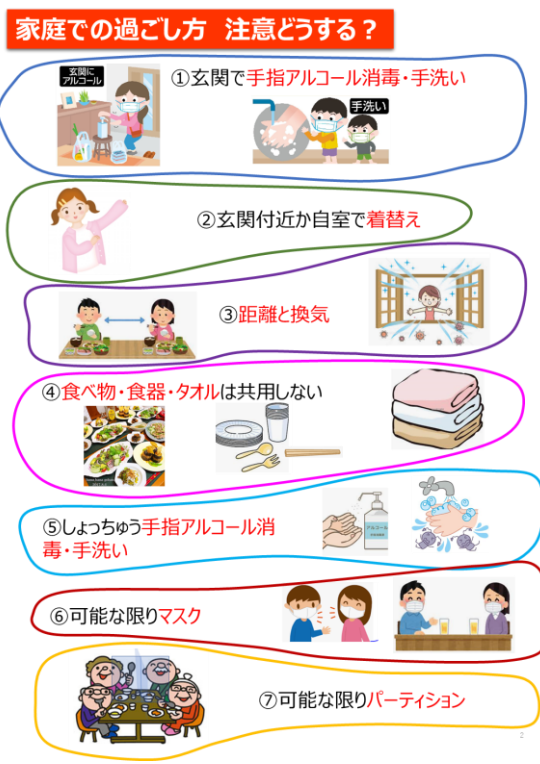 家庭での過ごし方 注意どうする？
玄関に
アルコール
①玄関で手指アルコール消毒・手洗い
手洗い
②玄関付近か自室で着替え
③距離と換気
④食べ物・食器・タオルは共用しない
⑤しょっちゅう手指アルコール消
毒・手洗い
アルコール
⑥可能な限りマスク
⑦可能な限りパーティション
2